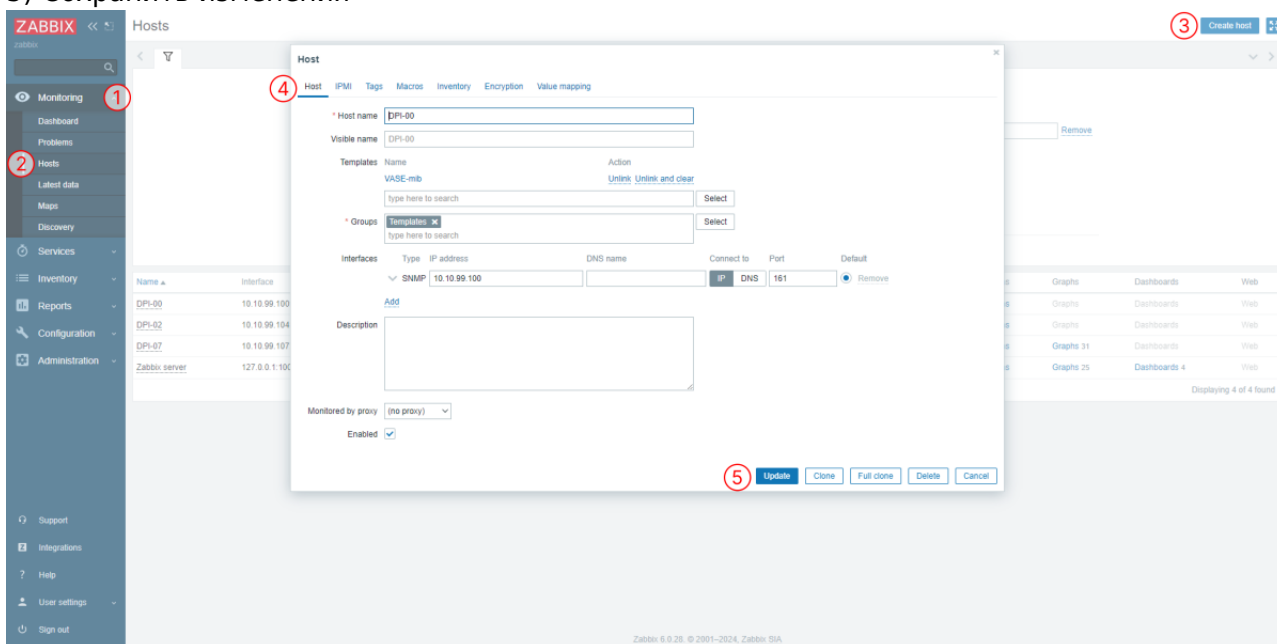 5) Сохранить изменения
ZABBIX
Hosts
3
Create host
zabbix
Host
4
Host IPMI Tags Macros Inventory Encryption Value mapping
Monitoring 1
Dashboard
Problems
2 Hosts
Latest data
Maps
Discovery
Services
Inventory
Reports
Configuration
Administration
* Host name DPI-00
Visible name DPI-00
Templates Name Action
VASE-mib Unlink Unlink and clear
type here to search Select
* Groups Templates Select
type here to search
Interfaces Type IP address DNS name Connect to Port Default
SNMP 10.10.99.100 IP DNS 161 Remove
Add
Description
Monitored by proxy (no proxy)
Enabled
5 Update Clone Full clone Delete Cancel
Remove
Name Interface Graphs Dashboards Web
DPI-00 10.10.99.100 Graphs Dashboards Web
DPI-02 10.10.99.104 Graphs Dashboards Web
DPI-07 10.10.99.107 Graphs 31 Dashboards Web
Zabbix server 127.0.0.1:100 Graphs 25 Dashboards 4 Web
Displaying 4 of 4 found
Support
Integrations
? Help
User settings
Sign out
Zabbix 6.0.28. © 2001–2024, Zabbix SIA